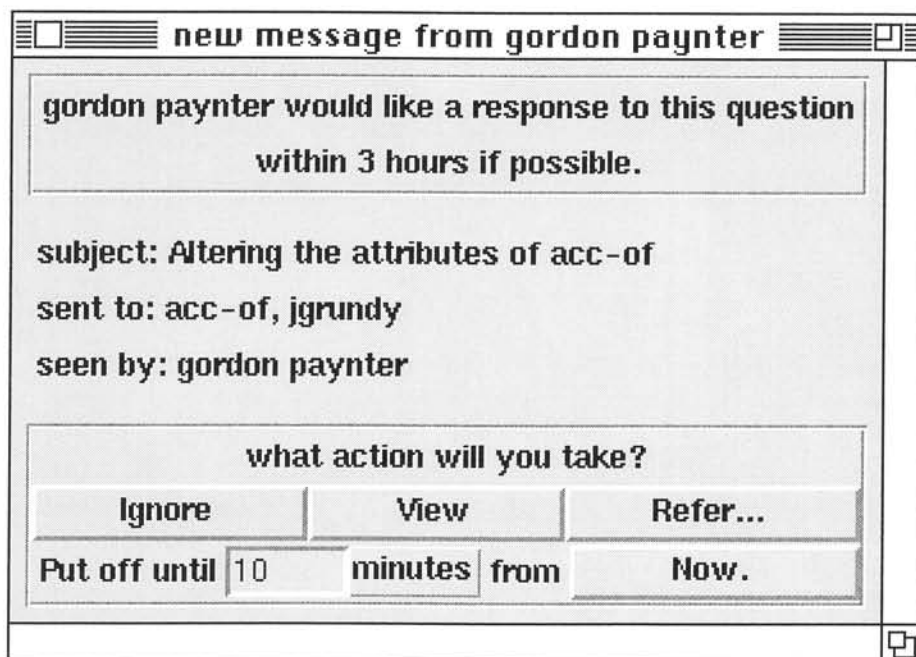 new message from gordon paynter
gordon paynter would like a response to this question
within 3 hours if possible.
subject: Altering the attributes of acc-of
sent to: acc-of, jgrundy
seen by: gordon paynter
what action will you take?
Ignore View Refer...
Put off until 10 minutes from Now.